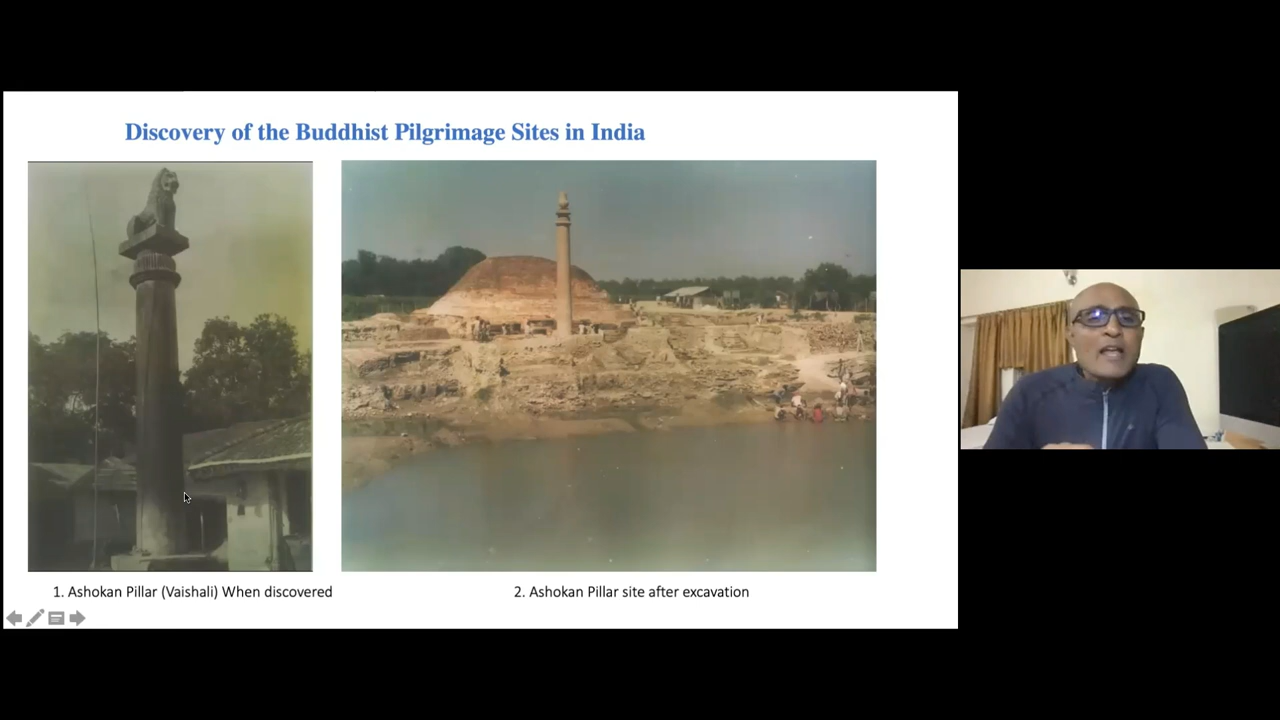 Discovery of the Buddhist Pilgrimage Sites in India
1. Ashokan Pillar (Vaishali) When discovered
2. Ashokan Pillar site after excavation